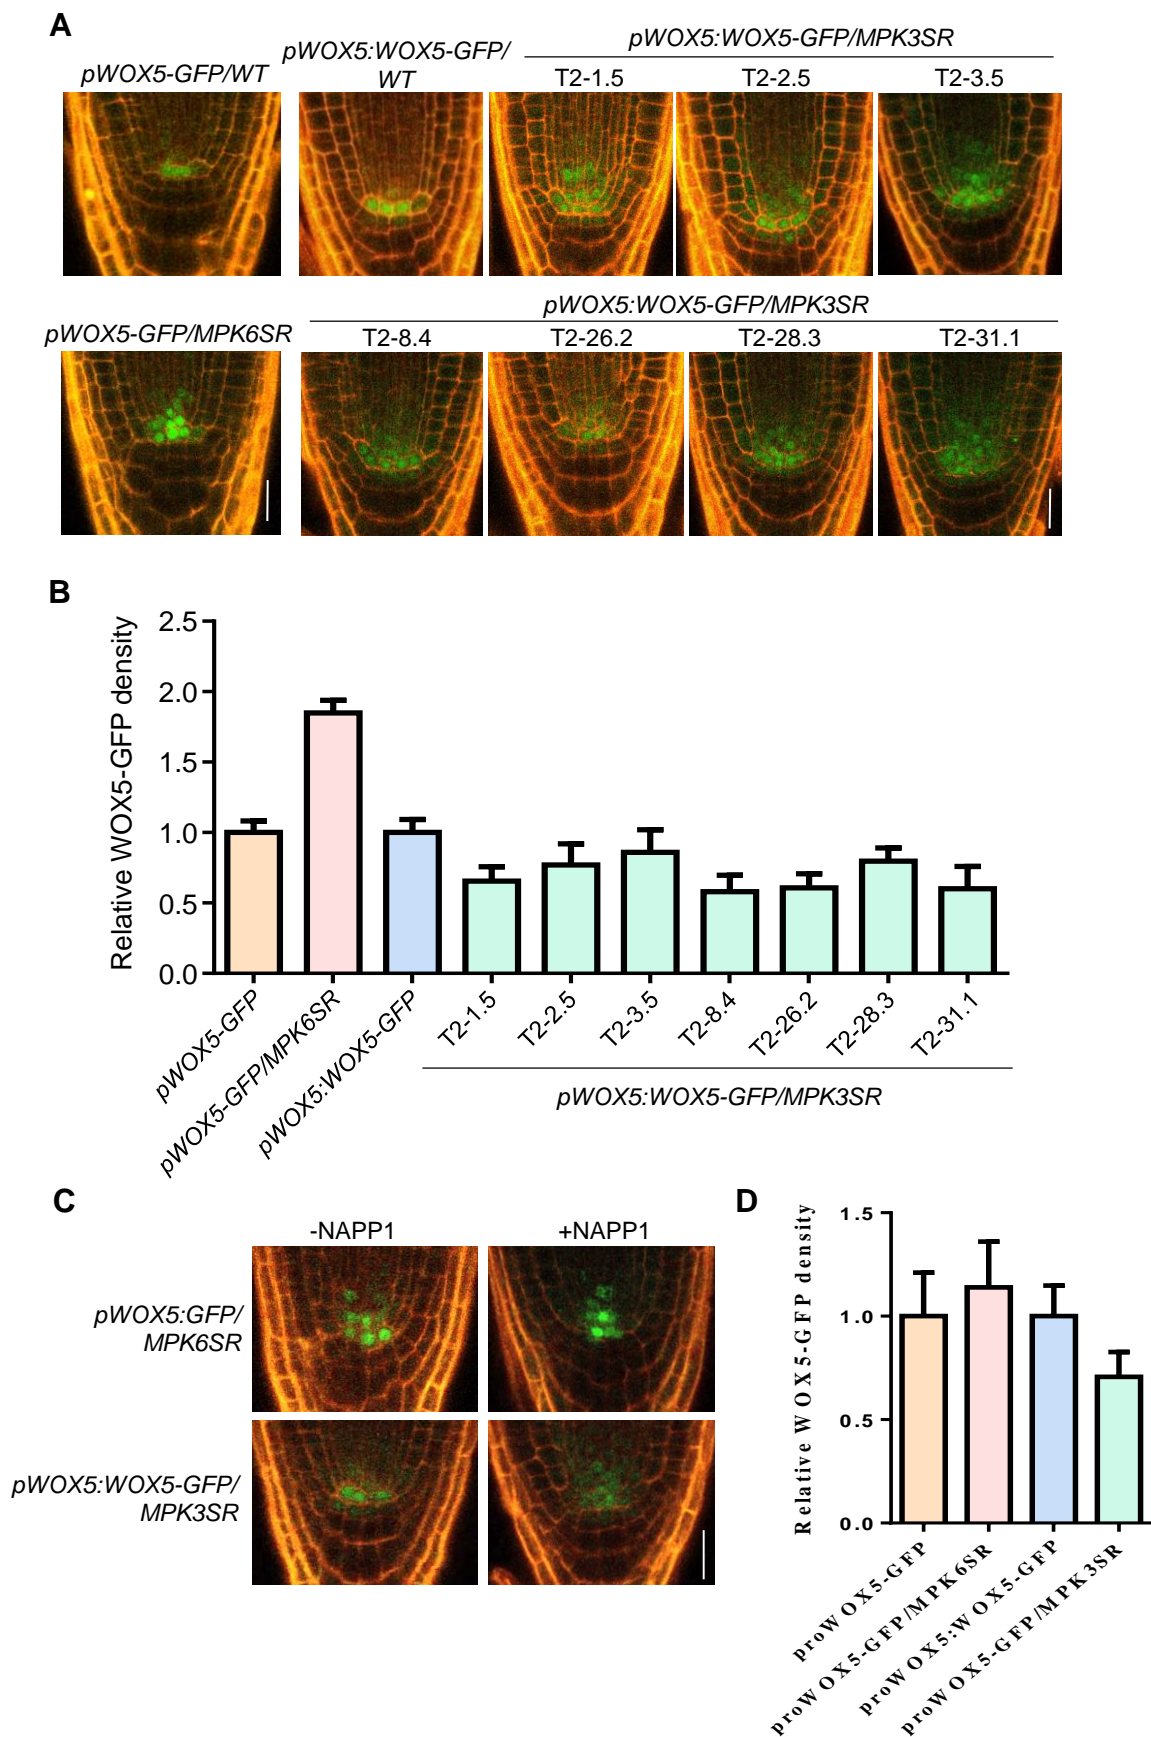 A
pWOX5-GFP/WT
pWOX5:WOX5-GFP/
WT
pWOX5:WOX5-GFP/MPK3SR
T2-1.5
T2-2.5
T2-3.5
pWOX5-GFP/MPK6SR
pWOX5:WOX5-GFP/MPK3SR
T2-8.4
T2-26.2
T2-28.3
T2-31.1
B
Relative WOX5-GFP density
2.5
2.0
1.5
1.0
0.5
0.0
pWOX5-GFP
pWOX5-GFP/MPK6SR
pWOX5:WOX5-GFP
T2-1.5
T2-2.5
T2-3.5
T2-8.4
T2-26.2
T2-28.3
T2-31.1
pWOX5:WOX5-GFP/MPK3SR
C
-NAPP1
+NAPP1
pWOX5:GFP/
MPK6SR
pWOX5:WOX5-GFP/
MPK3SR
D
Relative WOX5-GFP density
1.5
1.0
0.5
0.0
proWOX5-GFP
proWOX5-GFP/MPK6SR
proWOX5:WOX5-GFP
proWOX5-GFP/MPK3SR